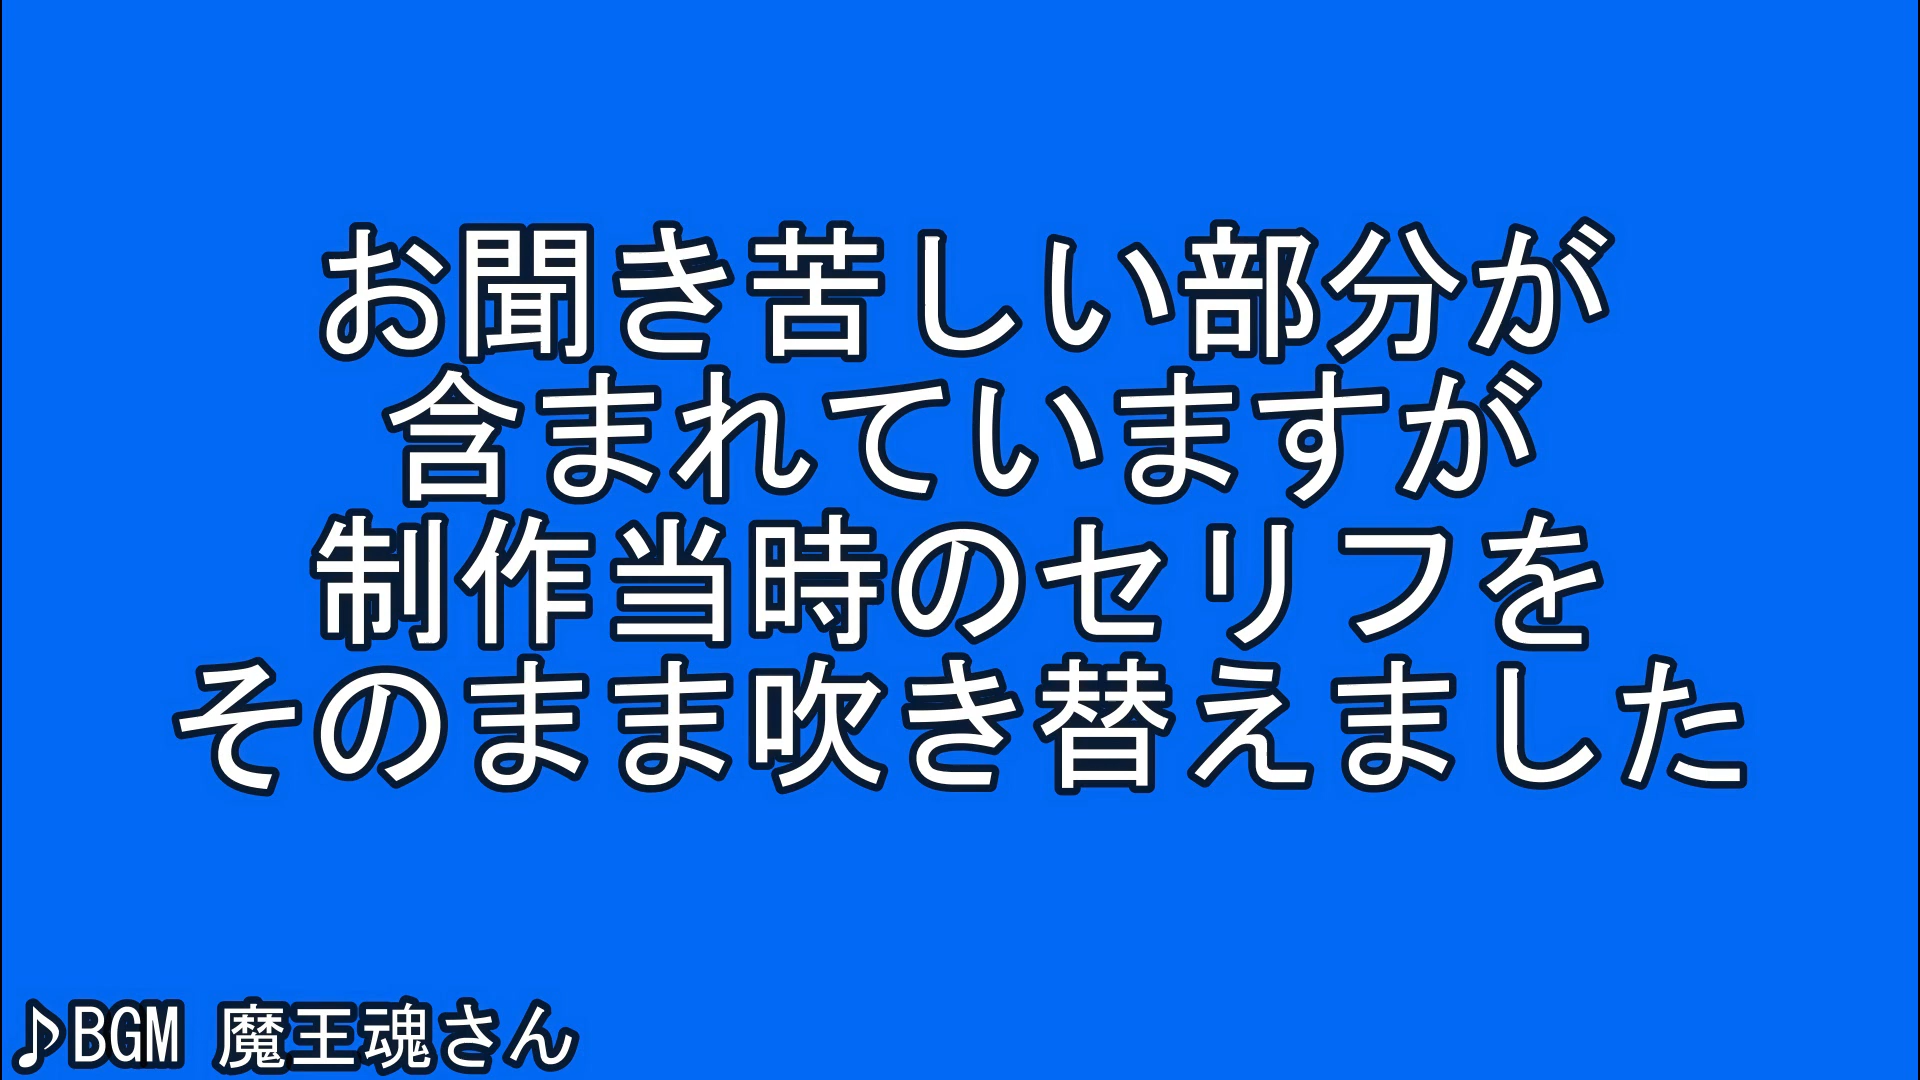 お聞き苦しい部分が
含まれていますが
制作当時のセリフを
そのまま吹き替えました
♪BGM 魔王魂さん